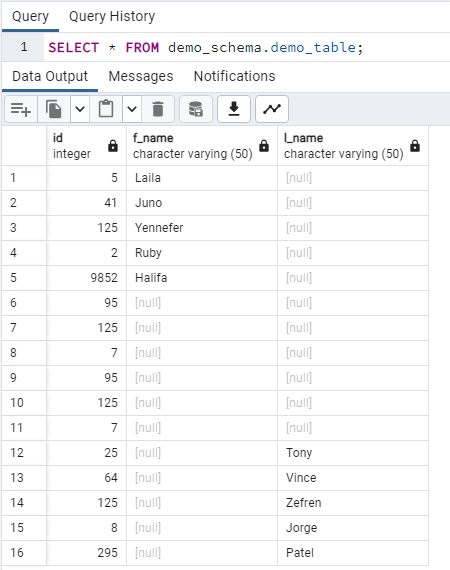 Query Query History
1 SELECT * FROM demo_schema.demo_table;
Data Output Messages Notifications
id f_name l_name
integer character varying (50) character varying (50)
1 5 Laila [null]
2 41 Juno [null]
3 125 Yennefer [null]
4 2 Ruby [null]
5 9852 Halifa [null]
6 95 [null] [null]
7 125 [null] [null]
8 7 [null] [null]
9 95 [null] [null]
10 125 [null] [null]
11 7 [null] [null]
12 25 [null] Tony
13 64 [null] Vince
14 125 [null] Zefren
15 8 [null] Jorge
16 295 [null] Patel